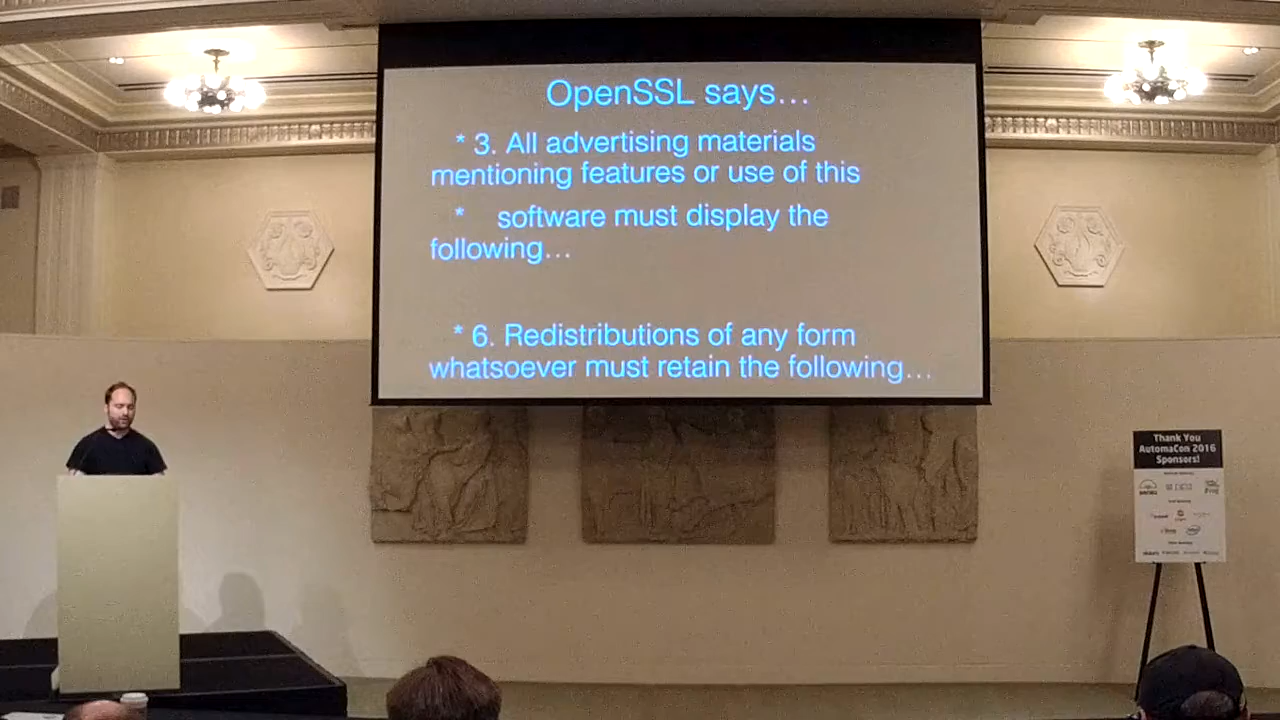 OpenSSL says…
* 3. All advertising materials
mentioning features or use of this
* software must display the
following…
* 6. Redistributions of any form
whatsoever must retain the following…
Thank You
AutomaCon 2016
Sponsors!